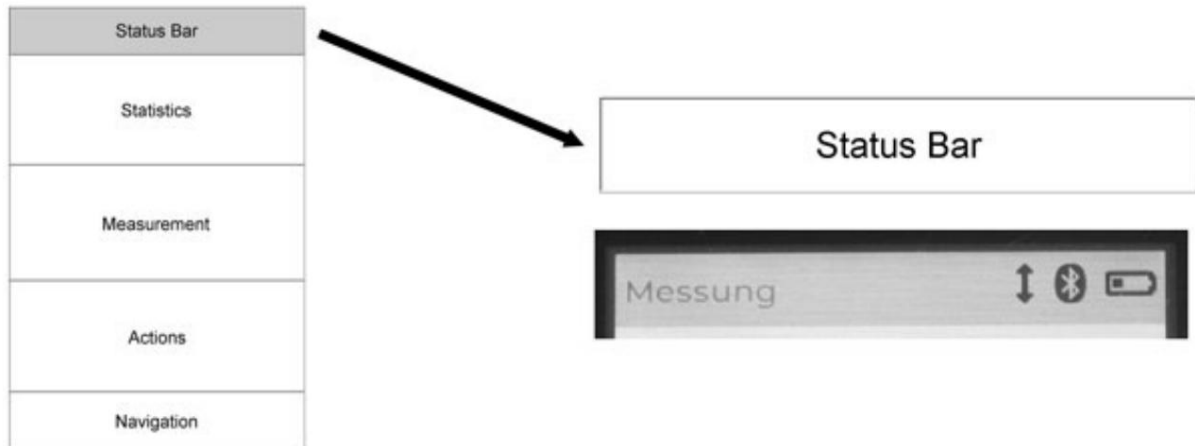 Status Bar
Statistics
Measurement
Actions
Navigation
Status Bar
Messung